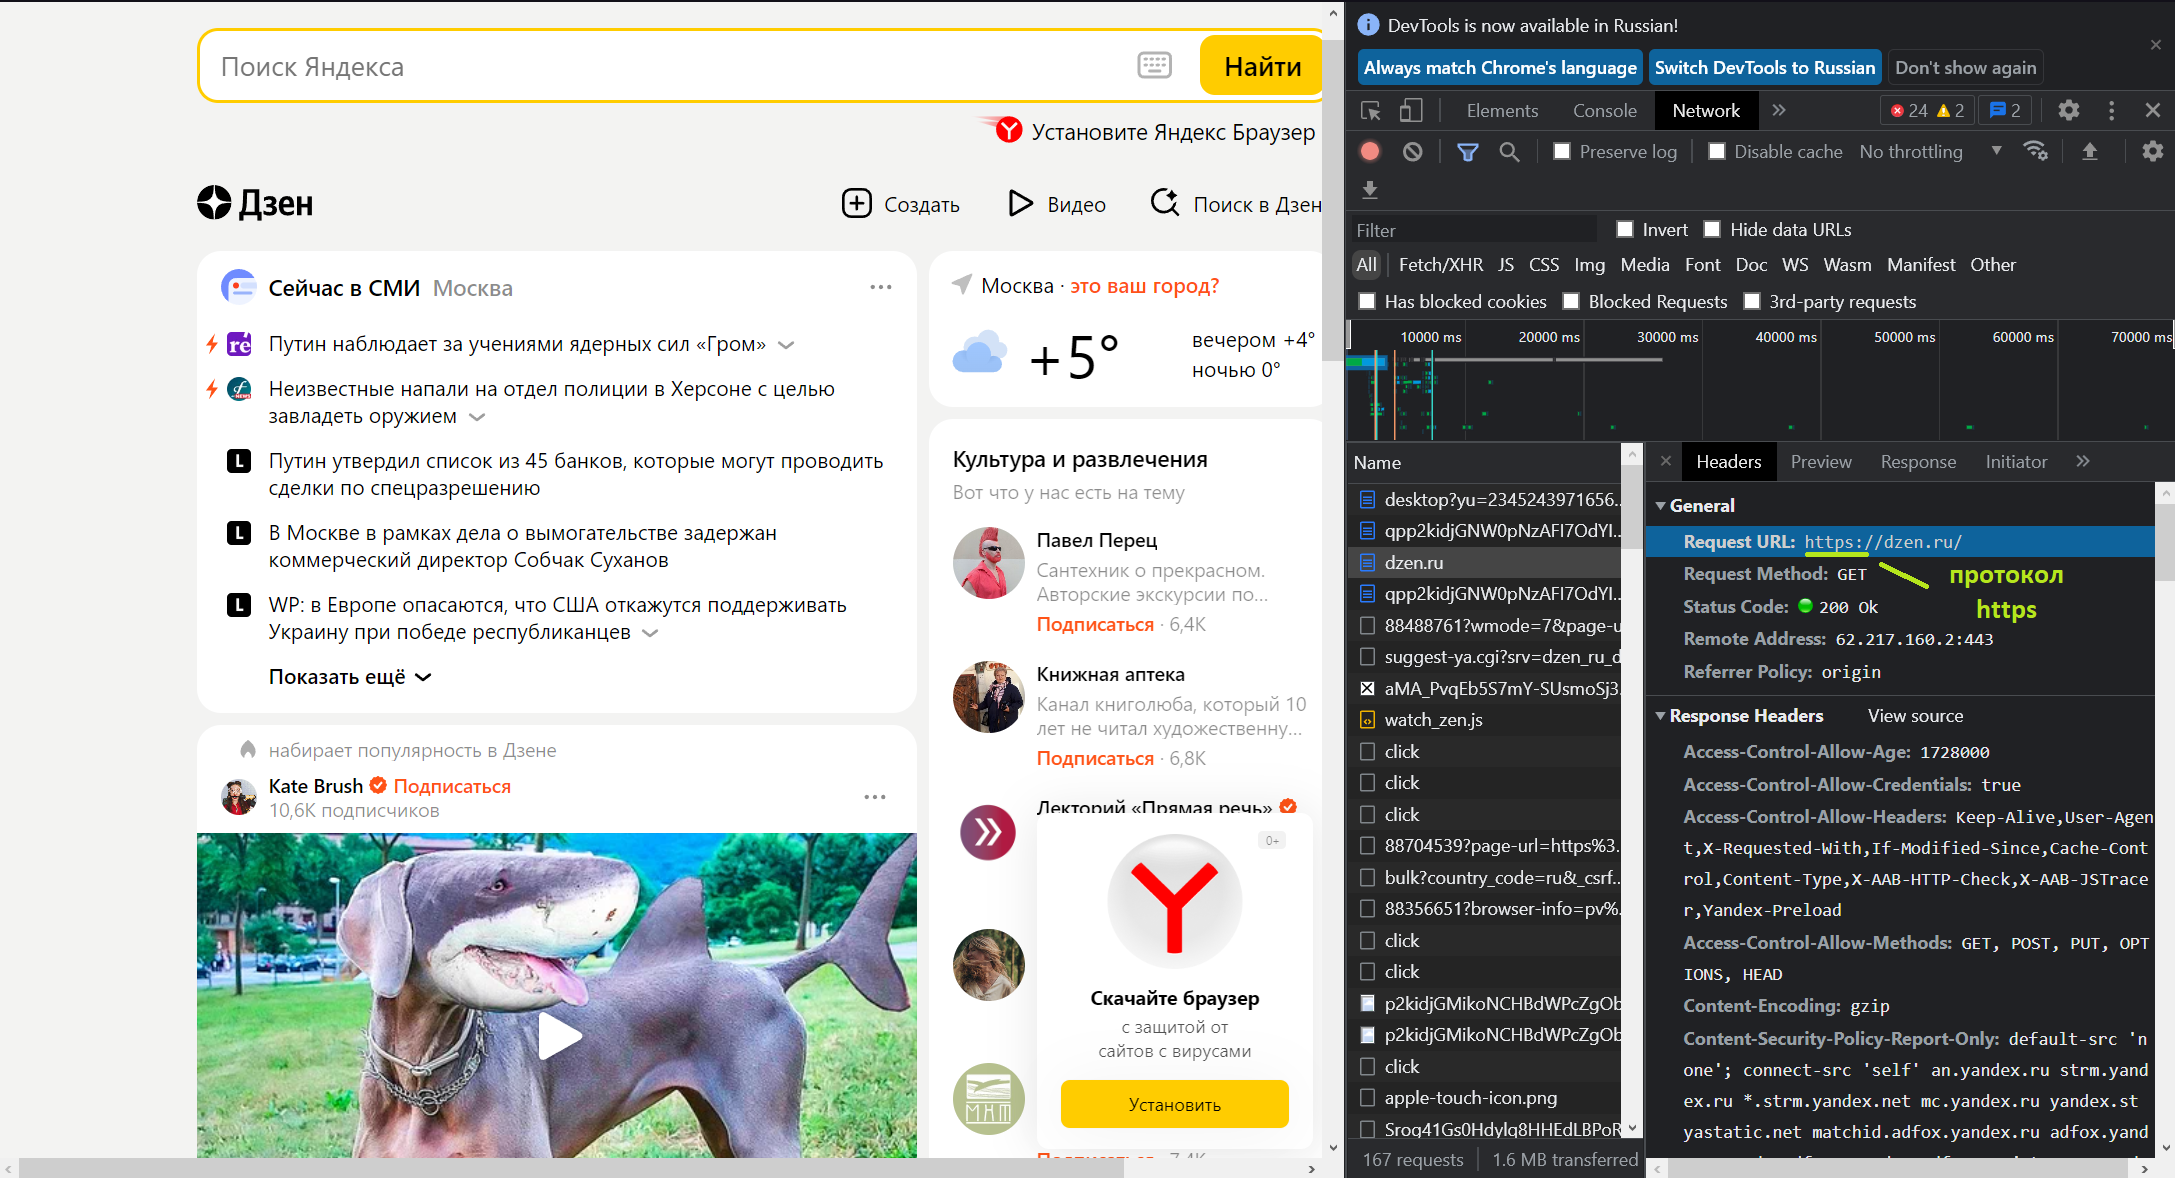 Поиск Яндекса
Найти
Установите Яндекс Браузер
Дзен
Создать
Видео
Поиск в Дзен
Сейчас в СМИ Москва
Путин наблюдает за учениями ядерных сил «Гром»
Неизвестные напали на отдел полиции в Херсоне с целью
завладеть оружием
Путин утвердил список из 45 банков, которые могут проводить
сделки по спецразрешению
В Москве в рамках дела о вымогательстве задержан
коммерческий директор Собчак Суханов
WP: в Европе опасаются, что США откажутся поддерживать
Украину при победе республиканцев
Показать ещё
набирает популярность в Дзене
Kate Brush Подписаться
10,6К подписчиков
Москва · это ваш город?
+5°
вечером +4°
ночью 0°
Культура и развлечения
Вот что у нас есть на тему
Павел Перец
Сантехник о прекрасном.
Авторские экскурсии по...
Подписаться · 6,4К
Книжная аптека
Канал книголюба, который 10
лет не читал художественну...
Подписаться · 6,8К
Лекторий «Прямая речь»
0+
Скачайте браузер
с защитой от
сайтов с вирусами
Установить
МИТ
DevTools is now available in Russian!
Always match Chrome's language
Switch DevTools to Russian
Don't show again
Elements
Console
Network
24
2
2
Preserve log
Disable cache
No throttling
Filter
Invert
Hide data URLs
All
Fetch/XHR
JS
CSS
Img
Media
Font
Doc
WS
Wasm
Manifest
Other
Has blocked cookies
Blocked Requests
3rd-party requests
10000 ms
20000 ms
30000 ms
40000 ms
50000 ms
60000 ms
70000 ms
Name
desktop?yu=2345243971656...
qpp2kidjGNW0pNzAFI7OdYl...
dzen.ru
qpp2kidjGNW0pNzAFI7OdYl...
88488761?wmode=7&page-u
suggest-ya.cgi?srv=dzen_ru_d
aMA_PvqEb5S7mY-SUsmoSj3.
watch_zen.js
click
click
click
88704539?page-url=https%3.
bulk?country_code=ru&_csrf...
88356651?browser-info=pv%.
click
click
p2kidjGMikoNCHBdWPcZgOb
p2kidjGMikoNCHBdWPcZgOb
click
apple-touch-icon.png
Srog41Gs0Hdylq8HHEdLBPoR
167 requests
1.6 MB transferred
Headers
Preview
Response
Initiator
General
Request URL: https://dzen.ru/
Request Method: GET
протокол
https
Status Code: 200 Ok
Remote Address: 62.217.160.2:443
Referrer Policy: origin
Response Headers
View source
Access-Control-Allow-Age: 1728000
Access-Control-Allow-Credentials: true
Access-Control-Allow-Headers: Keep-Alive,User-Agen
t,X-Requested-With,If-Modified-Since,Cache-Cont
rol,Content-Type,X-AAB-HTTP-Check,X-AAB-JSTrace
r,Yandex-Preload
Access-Control-Allow-Methods: GET, POST, PUT, OPT
IONS, HEAD
Content-Encoding: gzip
Content-Security-Policy-Report-Only: default-src 'n
one'; connect-src 'self' an.yandex.ru strm.yand
ex.ru *.strm.yandex.net mc.yandex.ru yandex.st
yastatic.net matchid.adfox.yandex.ru adfox.yand